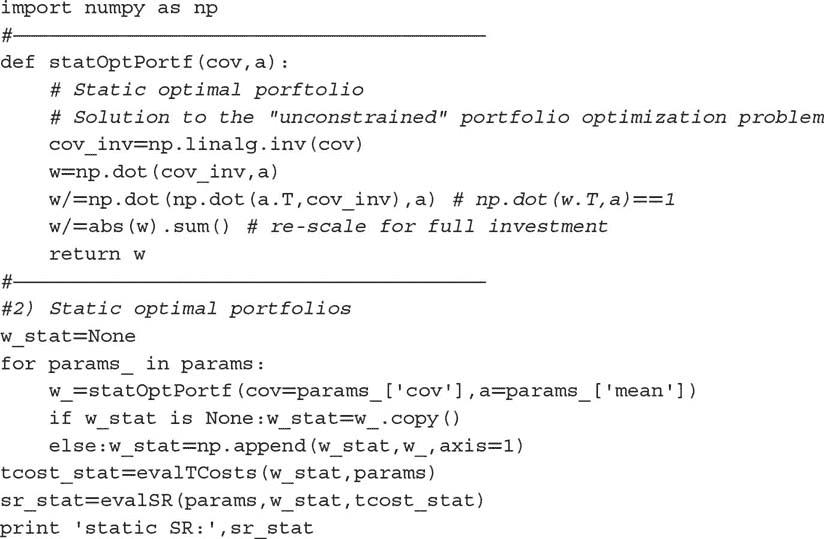 import numpy as np
#———————————————————————————————————————
def statOptPortf(cov,a):
    # Static optimal porftolio
    # Solution to the "unconstrained" portfolio optimization problem
    cov_inv=np.linalg.inv(cov)
    w=np.dot(cov_inv,a)
    w/=np.dot(np.dot(a.T,cov_inv),a) # np.dot(w.T,a)==1
    w/=abs(w).sum() # re-scale for full investment
    return w
#———————————————————————————————————————
#2) Static optimal portfolios
w_stat=None
for params_ in params:
    w_=statOptPortf(cov=params_['cov'],a=params_['mean'])
    if w_stat is None:w_stat=w_.copy()
    else:w_stat=np.append(w_stat,w_,axis=1)
tcost_stat=evalTCosts(w_stat,params)
sr_stat=evalSR(params,w_stat,tcost_stat)
print 'static SR:',sr_stat